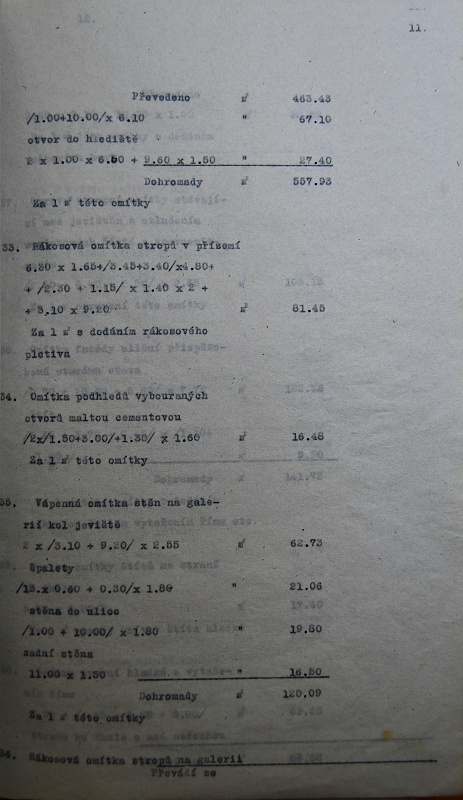 11.
Převedeno m² 463.43
/1.00+10.00/x 6.10 " 67.10
otvor do hlediště
2 x 1.00 x 6.50 + 9.60 x 1.50 " 27.40
Dohromady m² 557.93
Za 1 m² této omítky
33. Rákosová omítka stropů v přízemí
6.30 x 1.65+/3.45+3.40/x4.80+
+ /2.30 + 1.15/ x 1.40 x 2 +
+ 3.10 x 9.20 m² 81.45
Za 1 m² s dodáním rákosového
pletiva
34. Omítka podhledů vybouraných
otvorů maltou cementovou
/2x/1.50+3.00/+1.30/ x 1.60 m² 16.48
Za 1 m² této omítky
35. Vápenná omítka stěn na gale-
rií kol jeviště
2 x /3.10 + 9.20/ x 2.55 m² 62.73
špalety
/13.x 0.60 + 0.30/x 1.80 " 21.06
stěna do ulice
/1.00 + 10.00/ x 1.80 " 19.80
zadní stěna
11.00 x 1.50 16.50
Dohromady m² 120.09
Za 1 m² této omítky
36. Rákosová omítka stropů na galerii
Převádí se